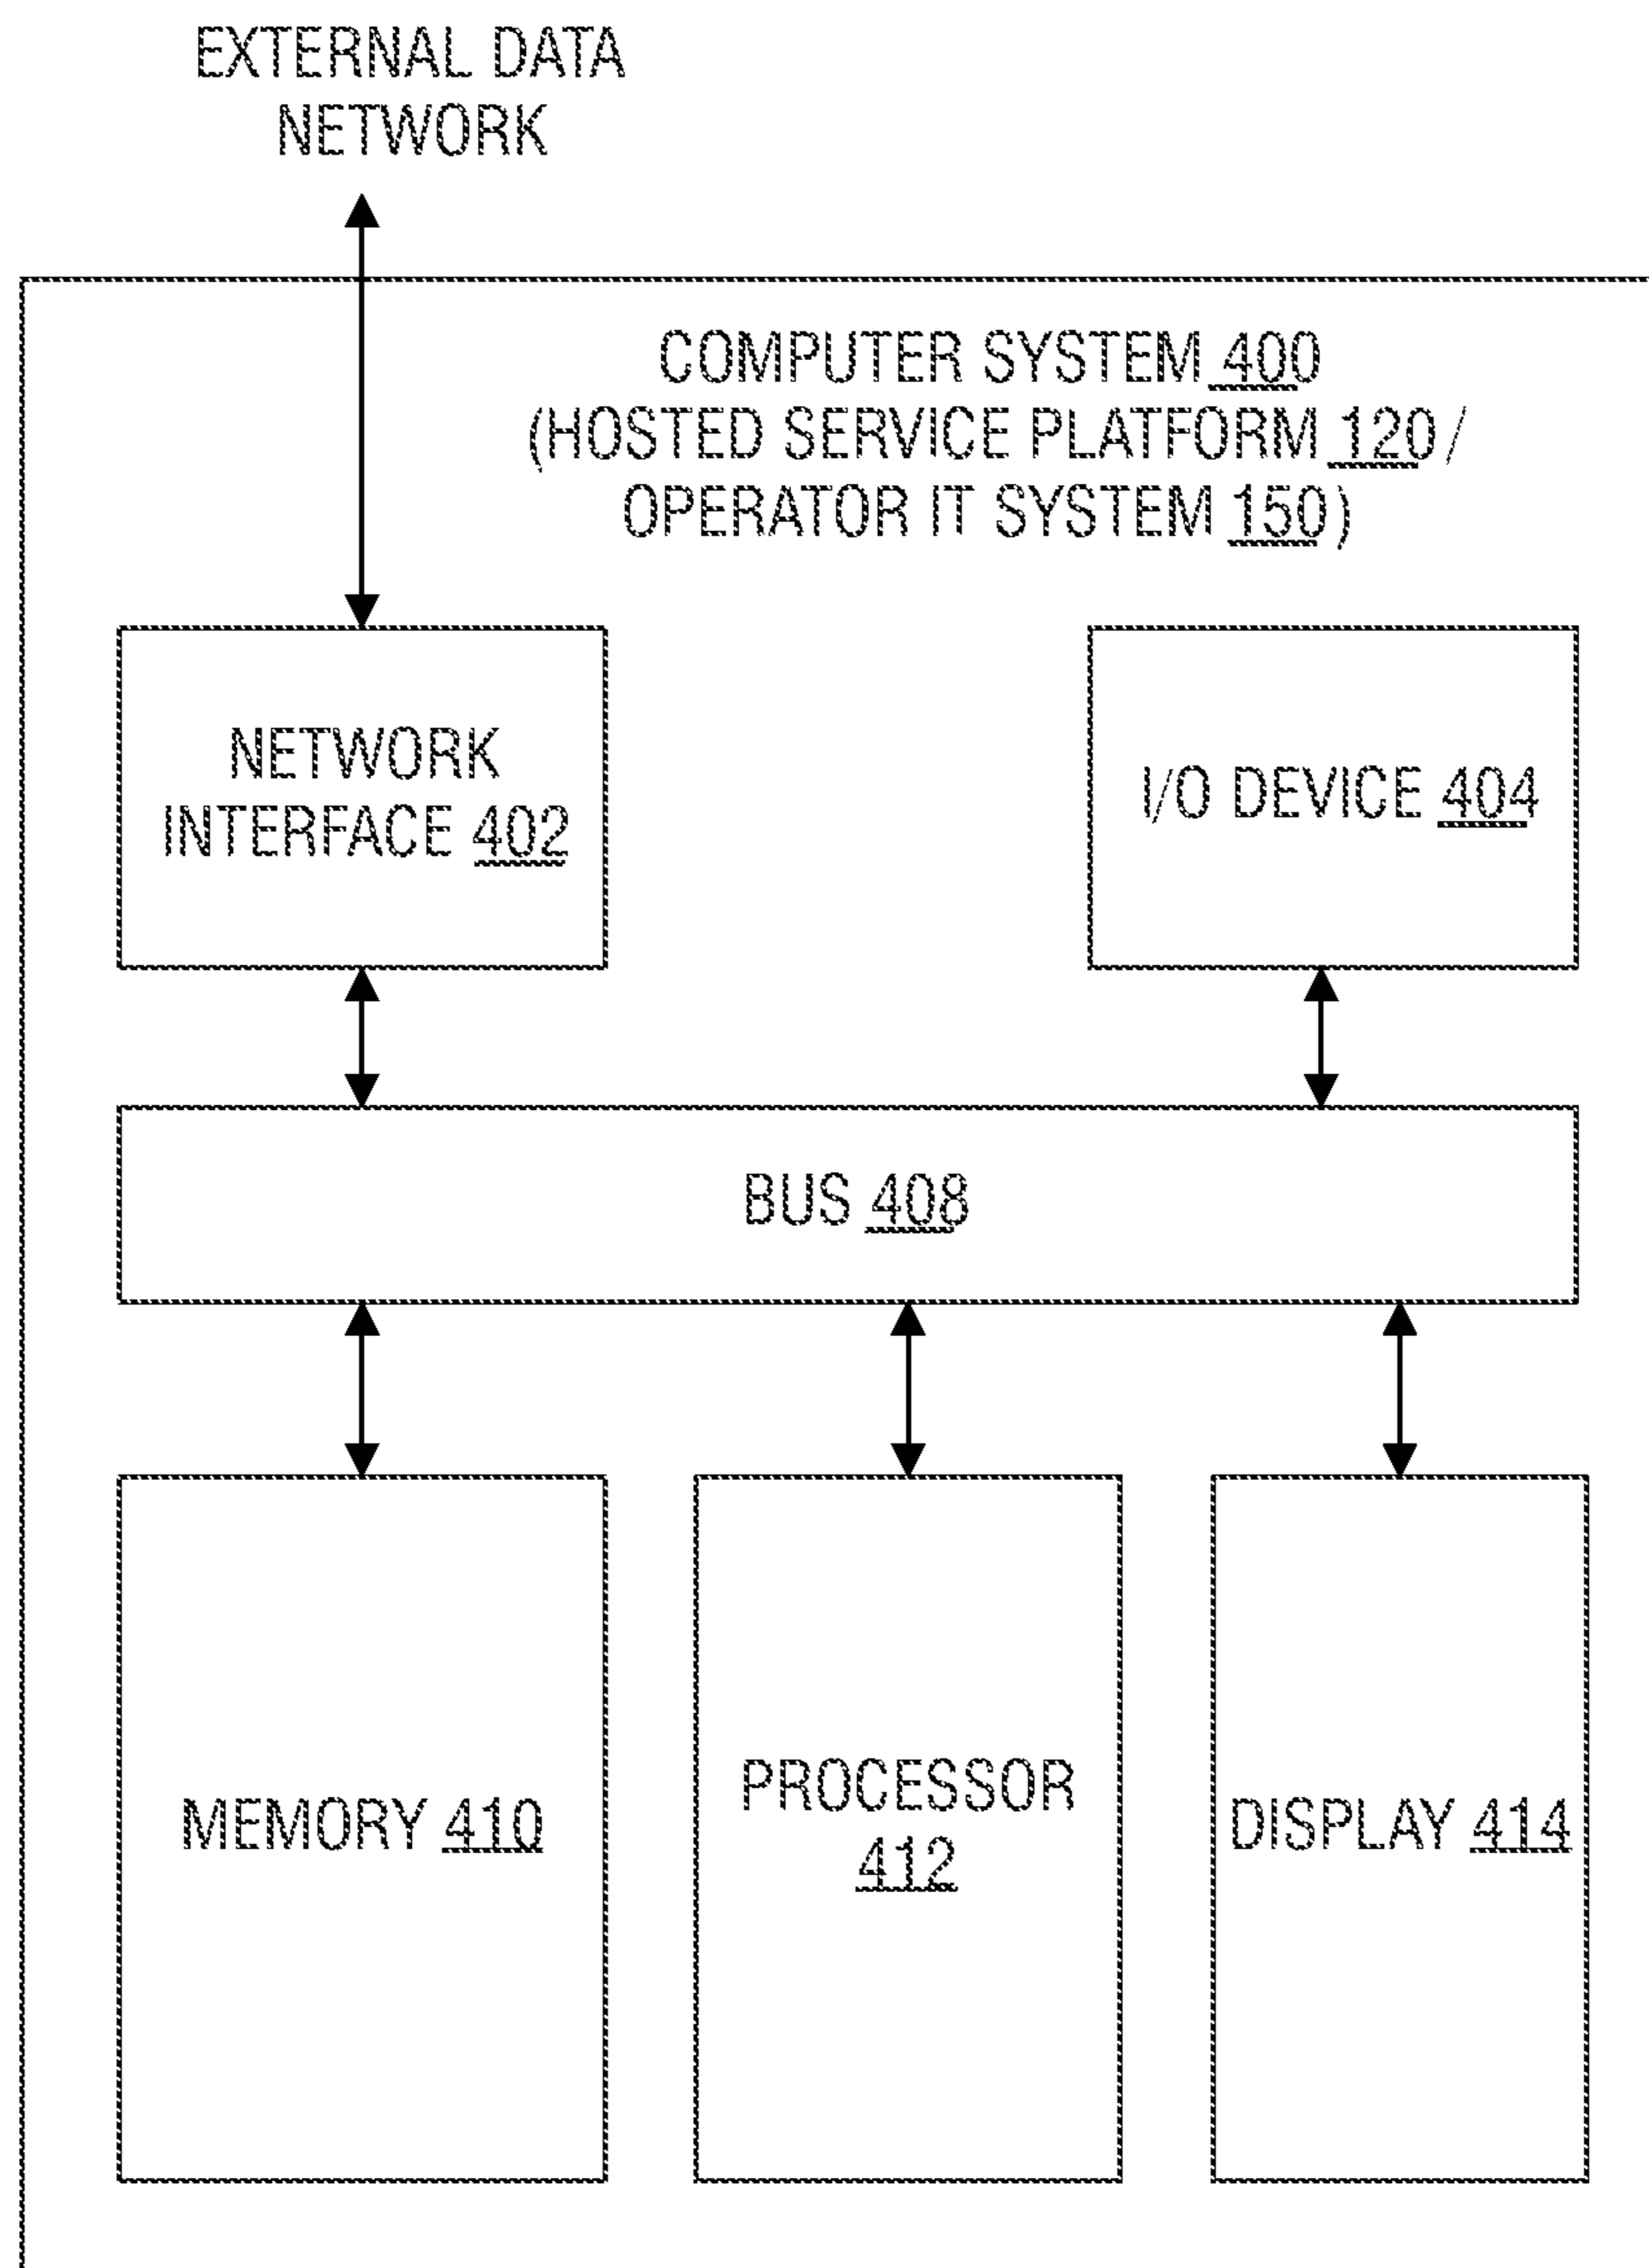 EXTERNAL DATA
NETWORK
COMPUTER SYSTEM 400
(HOSTED SERVICE PLATFORM 120/
OPERATOR IT SYSTEM 150)
NETWORK
INTERFACE 402
I/O DEVICE 404
BUS 408
MEMORY 410
PROCESSOR
412
DISPLAY 414